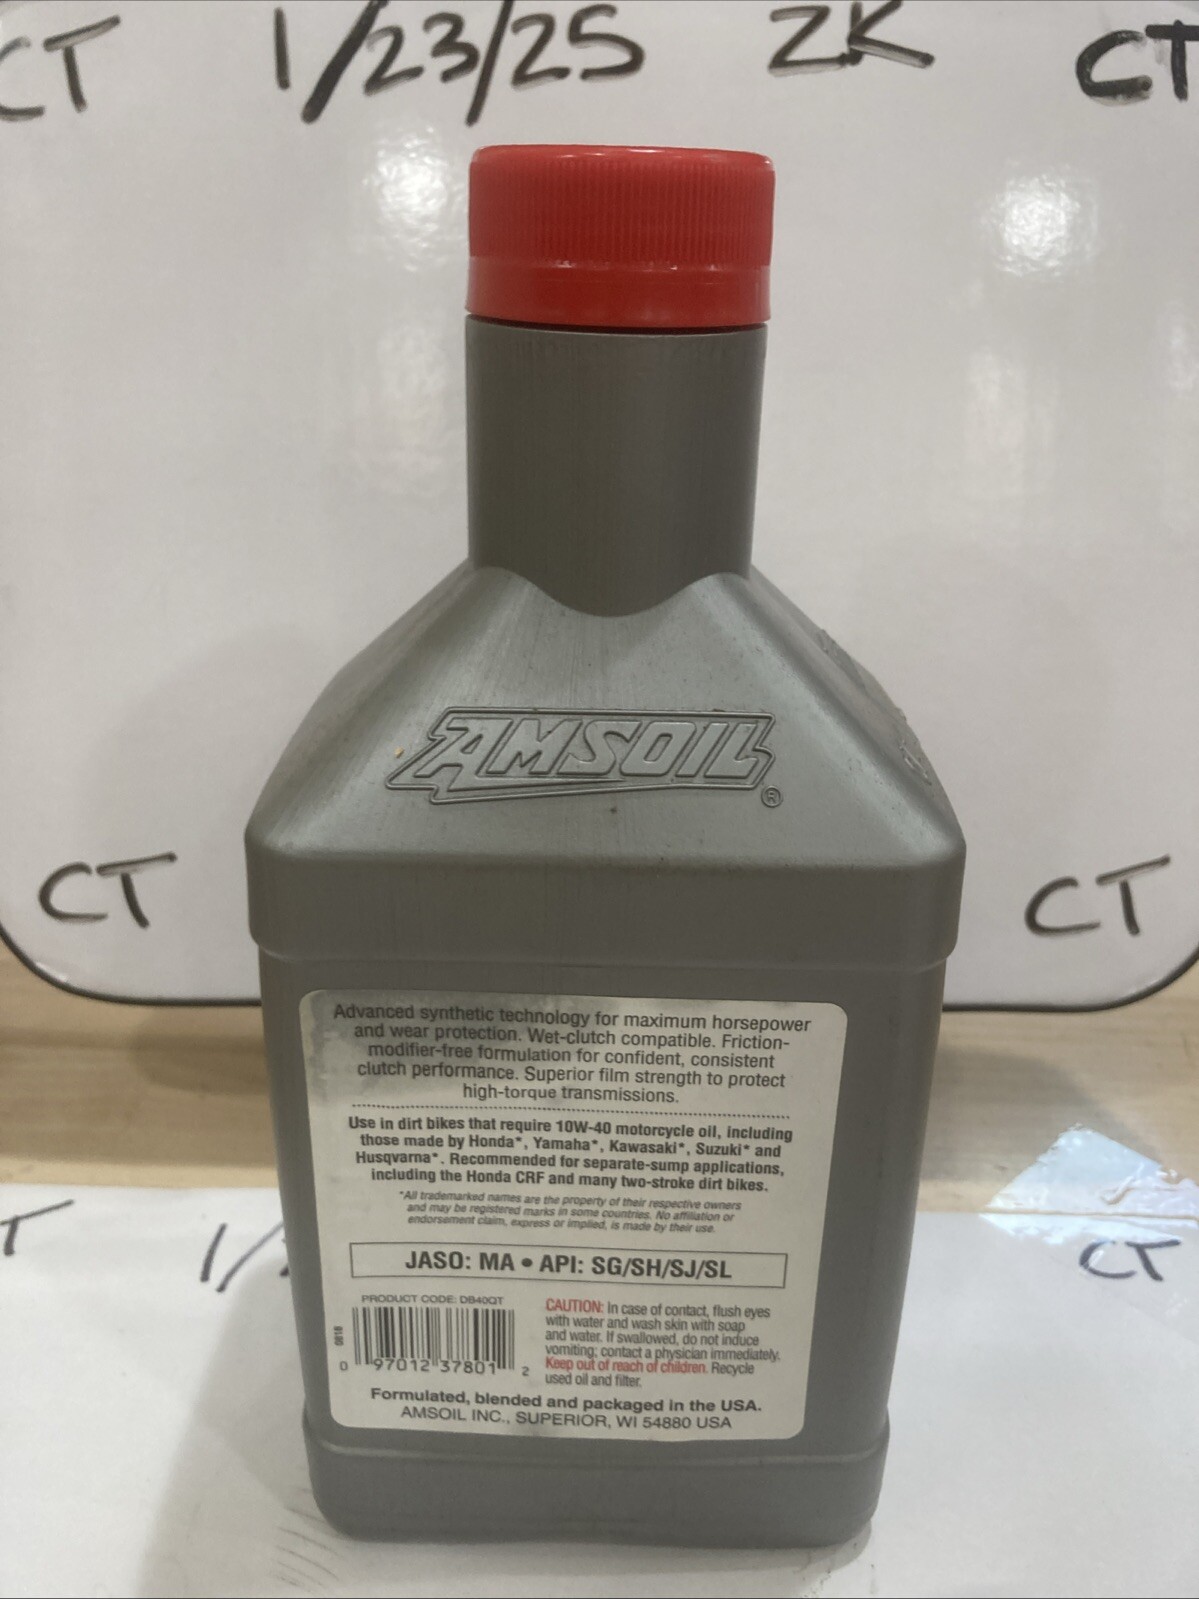 CT 1/23/25 ZK CT
AMSOIL®
CT CT
Advanced synthetic technology for maximum horsepower
and wear protection. Wet-clutch compatible. Friction-
modifier-free formulation for confident, consistent
clutch performance. Superior film strength to protect
high-torque transmissions.
Use in dirt bikes that require 10W-40 motorcycle oil, including
those made by Honda*, Yamaha*, Kawasaki*, Suzuki* and
Husqvarna*. Recommended for separate-sump applications,
including the Honda CRF and many two-stroke dirt bikes.
*All trademarked names are the property of their respective owners
and may be registered marks in some countries. No affiliation or
endorsement claim, express or implied, is made by their use.
T 1/ CT
JASO: MA • API: SG/SH/SJ/SL
PRODUCT CODE: DB40QT
0 97012 37801 2
CAUTION: In case of contact, flush eyes
with water and wash skin with soap
and water. If swallowed, do not induce
vomiting; contact a physician immediately.
Keep out of reach of children. Recycle
used oil and filter.
Formulated, blended and packaged in the USA.
AMSOIL INC., SUPERIOR, WI 54880 USA